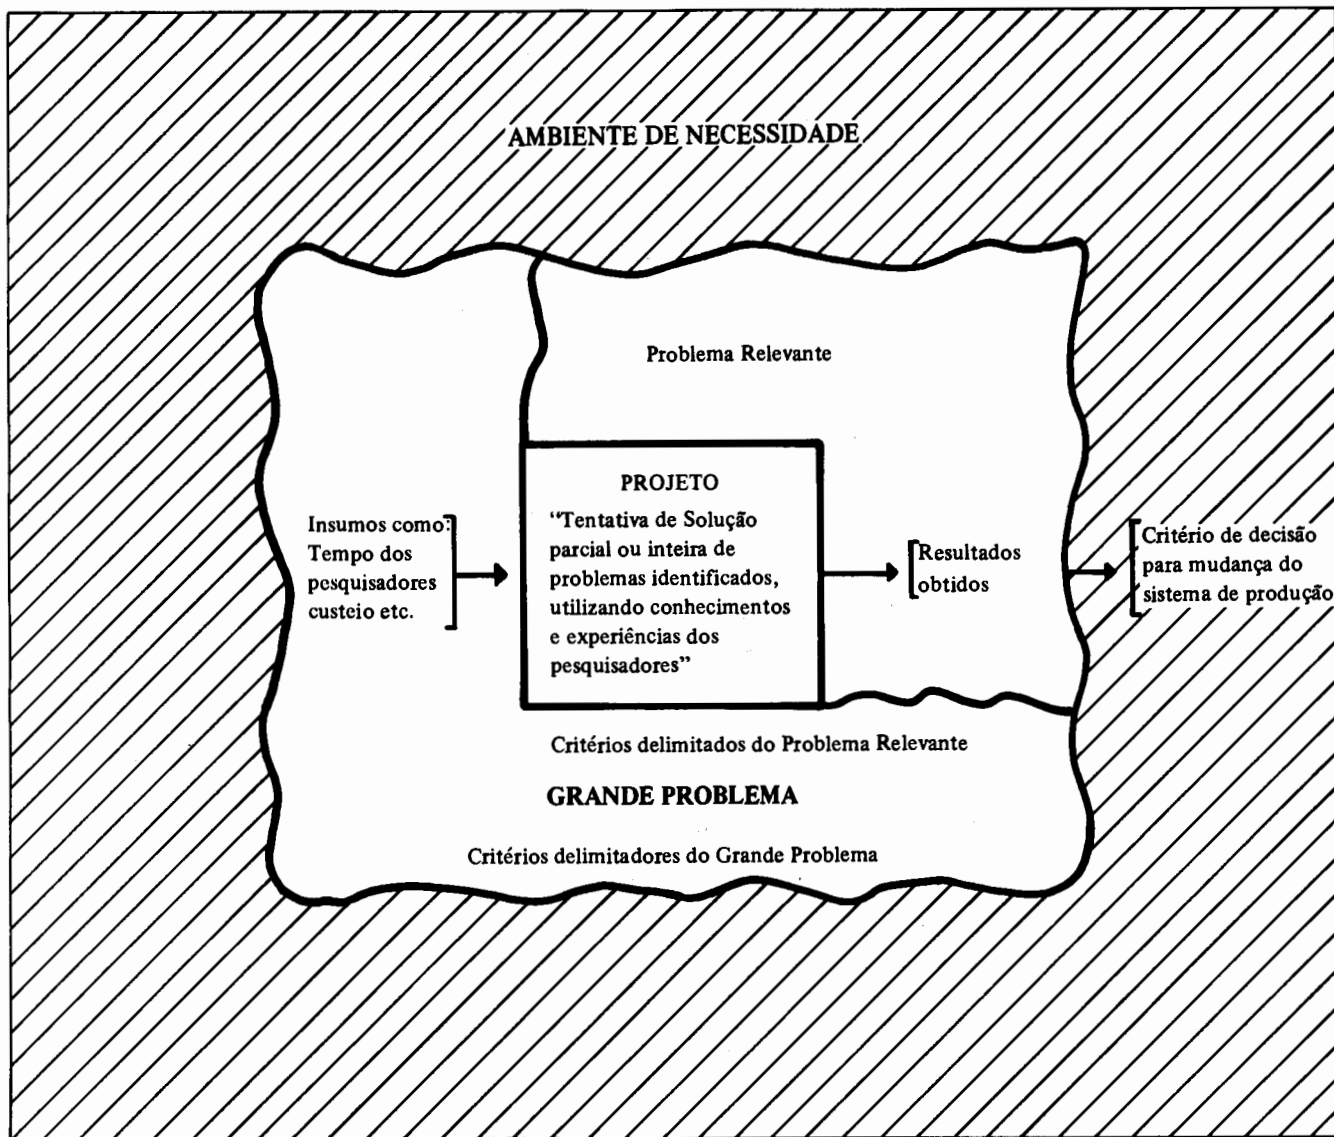 AMBIENTE DE NECESSIDADE
Problema Relevante
Insumos como:
Tempo dos
pesquisadores
custeio etc.
PROJETO
“Tentativa de Solução
parcial ou inteira de
problemas identificados,
utilizando conhecimentos
e experiências dos
pesquisadores”
Resultados
obtidos
Critério de decisão
para mudança do
sistema de produção
Critérios delimitados do Problema Relevante
GRANDE PROBLEMA
Critérios delimitadores do Grande Problema